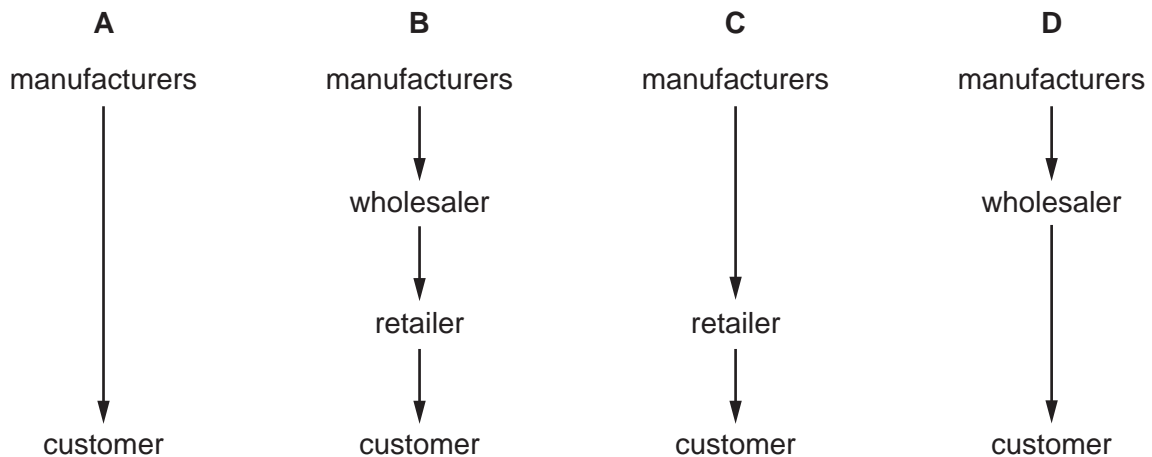 A B C D
manufacturers manufacturers manufacturers manufacturers
wholesaler wholesaler
retailer retailer
customer customer customer customer